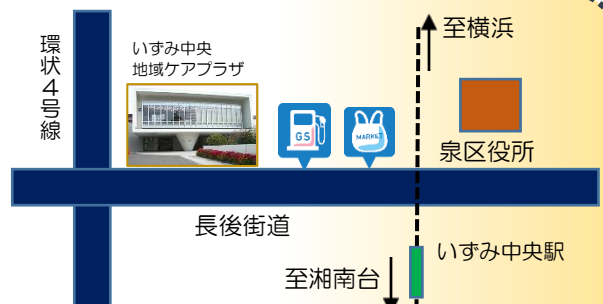 環状4号線
いずみ中央
地域ケアプラザ
至横浜
GS
MARKET
泉区役所
長後街道
いずみ中央駅
至湘南台